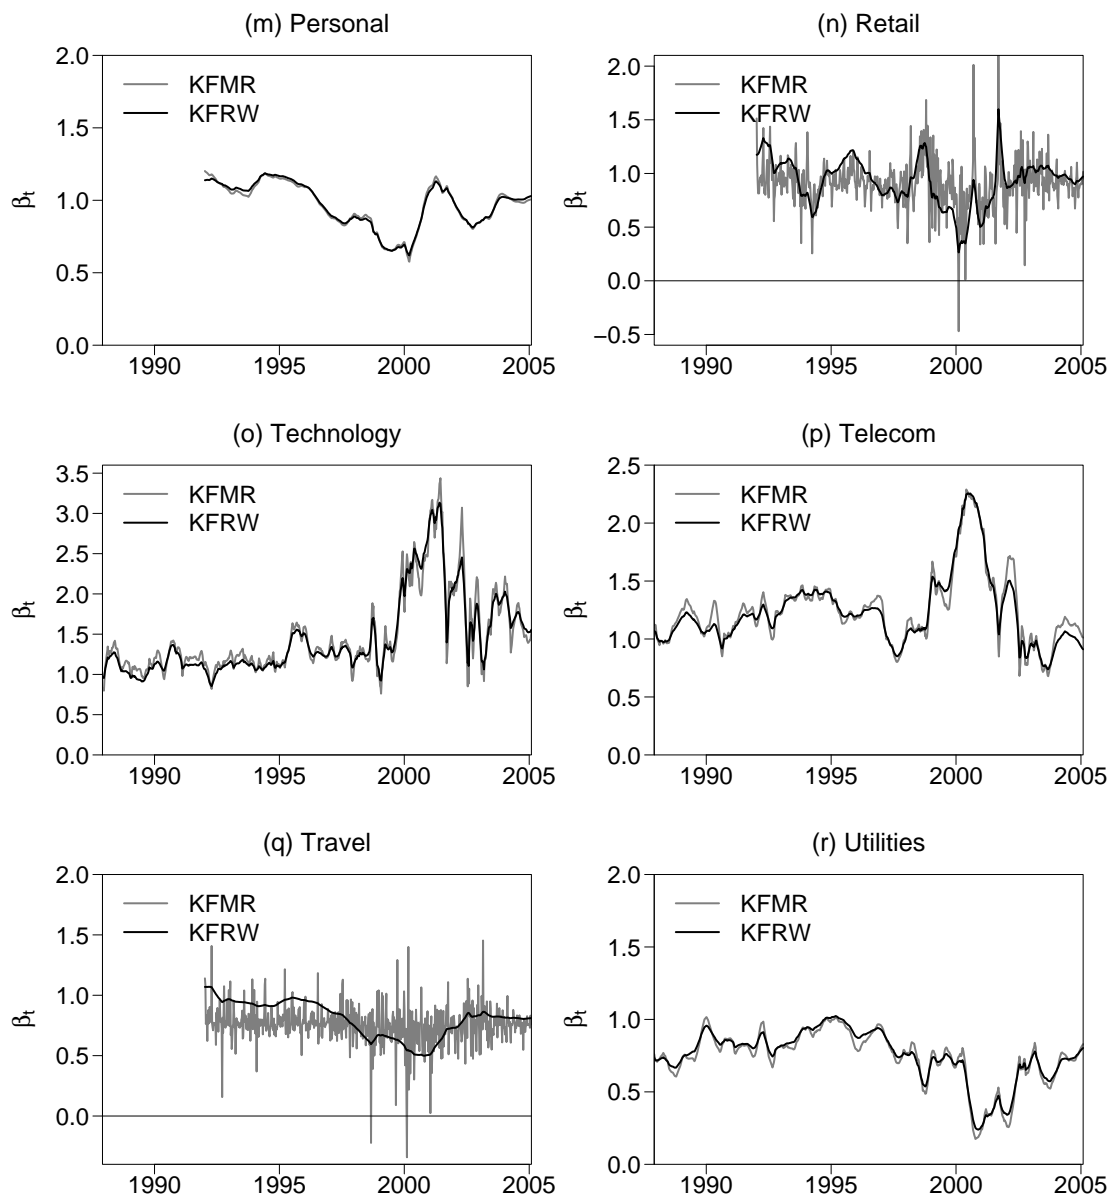 (m) Personal
2.0
1.5
1.0
0.5
0.0
βt
KFMR
KFRW
1990 1995 2000 2005
(n) Retail
2.0
1.5
1.0
0.5
0.0
−0.5
βt
KFMR
KFRW
1990 1995 2000 2005
(o) Technology
3.5
3.0
2.5
2.0
1.5
1.0
0.5
0.0
βt
KFMR
KFRW
1990 1995 2000 2005
(p) Telecom
2.5
2.0
1.5
1.0
0.5
0.0
βt
KFMR
KFRW
1990 1995 2000 2005
(q) Travel
2.0
1.5
1.0
0.5
0.0
βt
KFMR
KFRW
1990 1995 2000 2005
(r) Utilities
2.0
1.5
1.0
0.5
0.0
βt
KFMR
KFRW
1990 1995 2000 2005